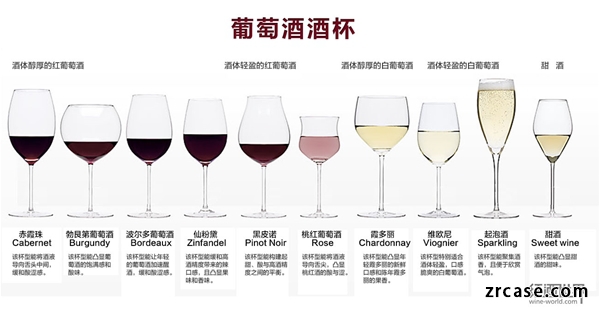 葡萄酒酒杯
酒体醇厚的红葡萄酒
酒体轻盈的红葡萄酒
酒体醇厚的白葡萄酒
酒体轻盈的白葡萄酒
甜 酒
赤霞珠
Cabernet
该杯型能将酒液
导向舌头中间,
缓和酸涩感。
勃艮第葡萄酒
Burgundy
该杯型能凸显葡
萄酒的饱满感和
酸味。
波尔多葡萄酒
Bordeaux
该杯型能让年轻
的葡萄酒加速醒
酒，缓和酸涩感。
仙粉黛
Zinfandel
该杯型能缓和高
酒精度带来的辣
口感，且凸显果
味和香味。
黑皮诺
Pinot Noir
该杯型能构建起
甜、酸与高酒精
度之间的平衡。
桃红葡萄酒
Rose
该杯型能将酒液
导向舌尖，凸显
桃红酒的酸与涩。
霞多丽
Chardonnay
该杯型能凸显年
轻霞多丽的新鲜
口感和陈年霞多
丽的果香。
维欧尼
Viognier
该杯型特别适合
酒体轻盈、口感
脆爽的白葡萄酒。
起泡酒
Sparkling
该杯型能聚集酒
香，且便于欣赏
气泡。
甜酒
Sweet wine
该杯型能凸显甜
酒的甜味。
wine-world.com
zrcase.com